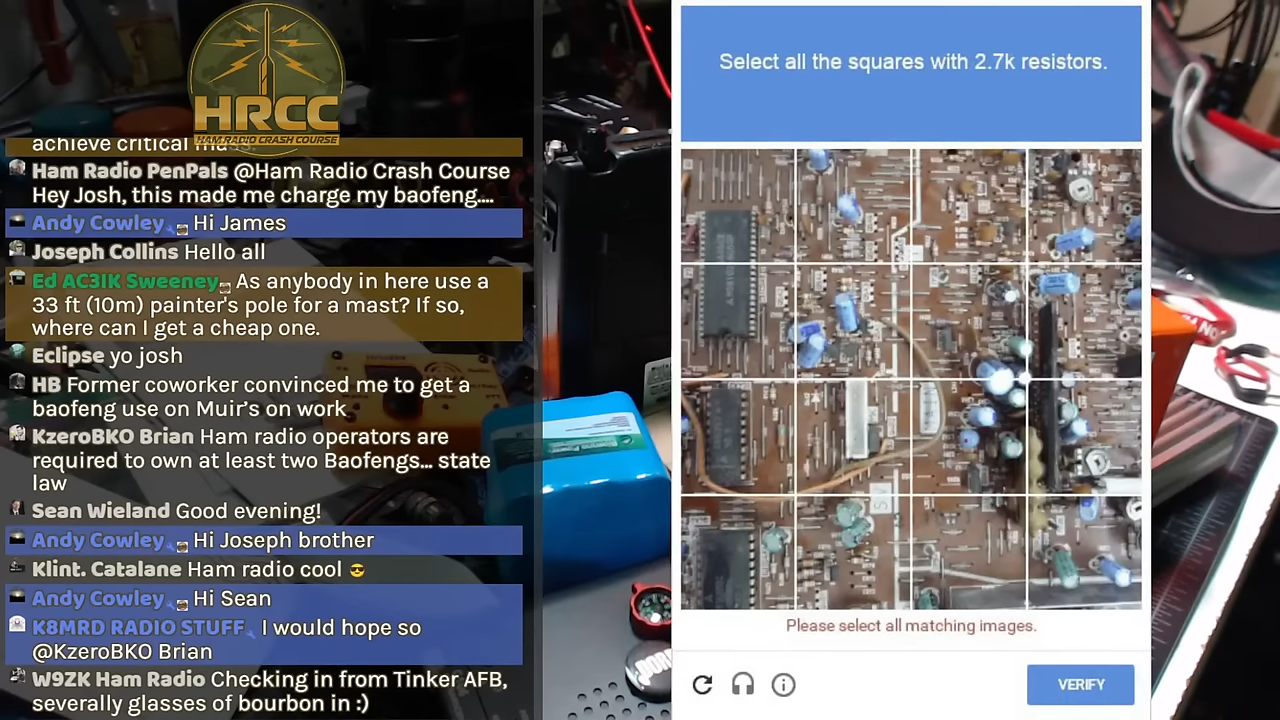 HRCC
HAM RADIO CRASH COURSE
achieve critical
Ham Radio PenPals @Ham Radio Crash Course
Hey Josh, this made me charge my baofeng....
Andy Cowley Hi James
Joseph Collins Hello all
Ed AC3IK Sweeney As anybody in here use a
33 ft (10m) painter's pole for a mast? If so,
where can I get a cheap one.
Eclipse yo josh
HB Former coworker convinced me to get a
baofeng use on Muir's on work
KzeroBKO Brian Ham radio operators are
required to own at least two Baofengs... state
law
Sean Wieland Good evening!
Andy Cowley Hi Joseph brother
Klint. Catalane Ham radio cool 😎
Andy Cowley Hi Sean
K8MRD RADIO STUFF I would hope so
@KzeroBKO Brian
W9ZK Ham Radio Checking in from Tinker AFB,
severally glasses of bourbon in :)
Select all the squares with 2.7k resistors.
Please select all matching images.
VERIFY